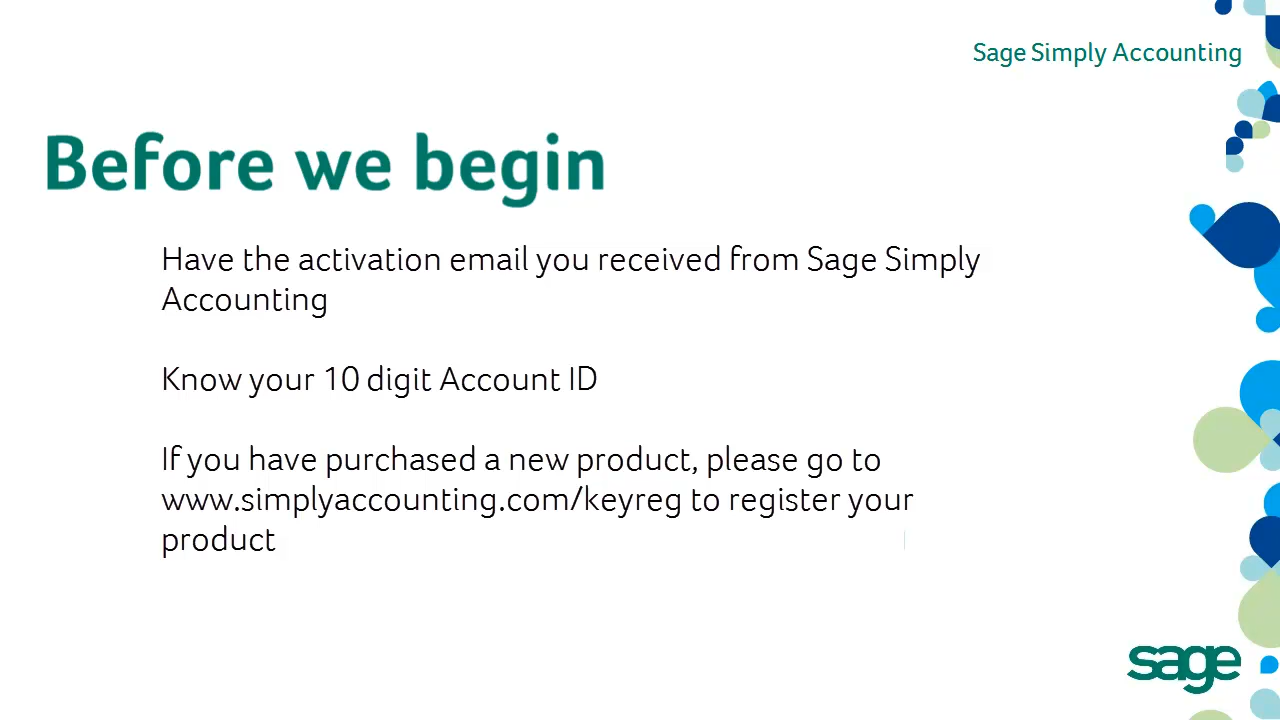 Sage Simply Accounting
Before we begin
Have the activation email you received from Sage Simply
Accounting
Know your 10 digit Account ID
If you have purchased a new product, please go to
www.simplyaccounting.com/keyreg to register your
product
sage